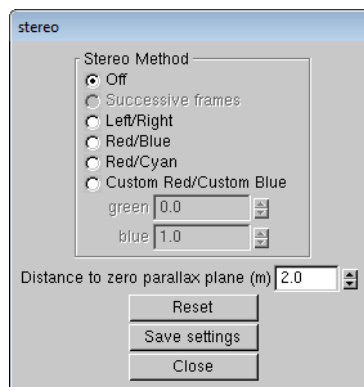 stereo
Stereo Method
Off
Successive frames
Left/Right
Red/Blue
Red/Cyan
Custom Red/Custom Blue
green 0.0
blue 1.0
Distance to zero parallax plane (m) 2.0
Reset
Save settings
Close